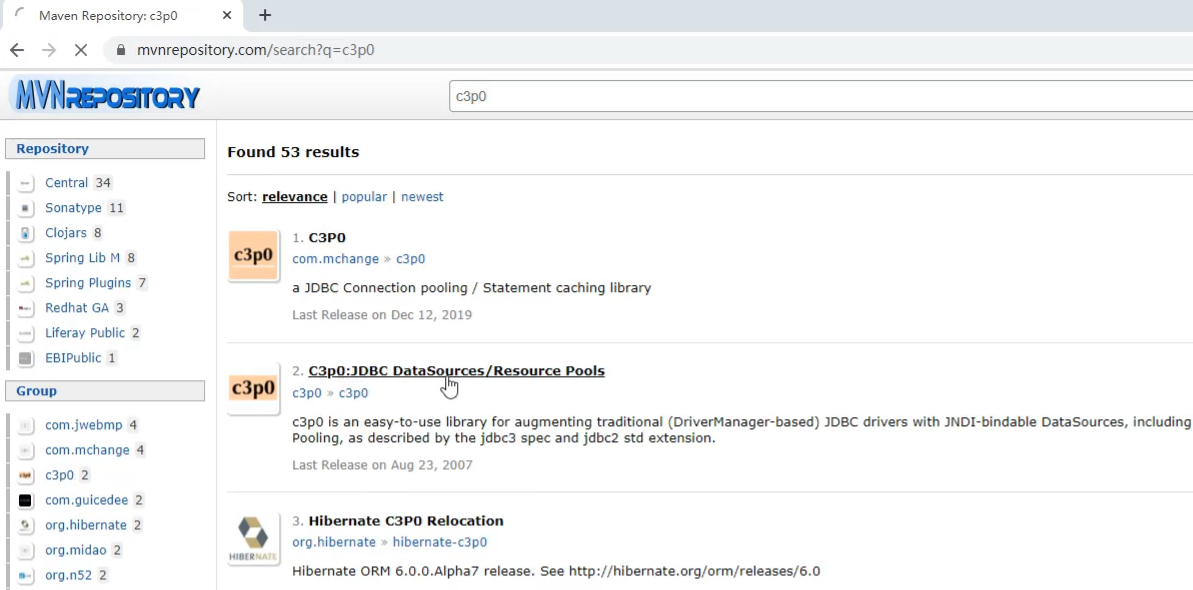 Maven Repository: c3p0
mvnrepository.com/search?q=c3p0
MVNREPOSITORY
c3p0
Repository
Central 34
Sonatype 11
Clojars 8
Spring Lib M 8
Spring Plugins 7
Redhat GA 3
Liferay Public 2
EBIPublic 1
Group
com.jwebmp 4
com.mchange 4
c3p0 2
com.guicedee 2
org.hibernate 2
org.midao 2
org.n52 2
Found 53 results
Sort: relevance | popular | newest
c3p0
1. C3P0
com.mchange » c3p0
a JDBC Connection pooling / Statement caching library
Last Release on Dec 12, 2019
c3p0
2. C3p0:JDBC DataSources/Resource Pools
c3p0 » c3p0
c3p0 is an easy-to-use library for augmenting traditional (DriverManager-based) JDBC drivers with JNDI-bindable DataSources, including
Pooling, as described by the jdbc3 spec and jdbc2 std extension.
Last Release on Aug 23, 2007
HIBERNATE
3. Hibernate C3P0 Relocation
org.hibernate » hibernate-c3p0
Hibernate ORM 6.0.0.Alpha7 release. See http://hibernate.org/orm/releases/6.0